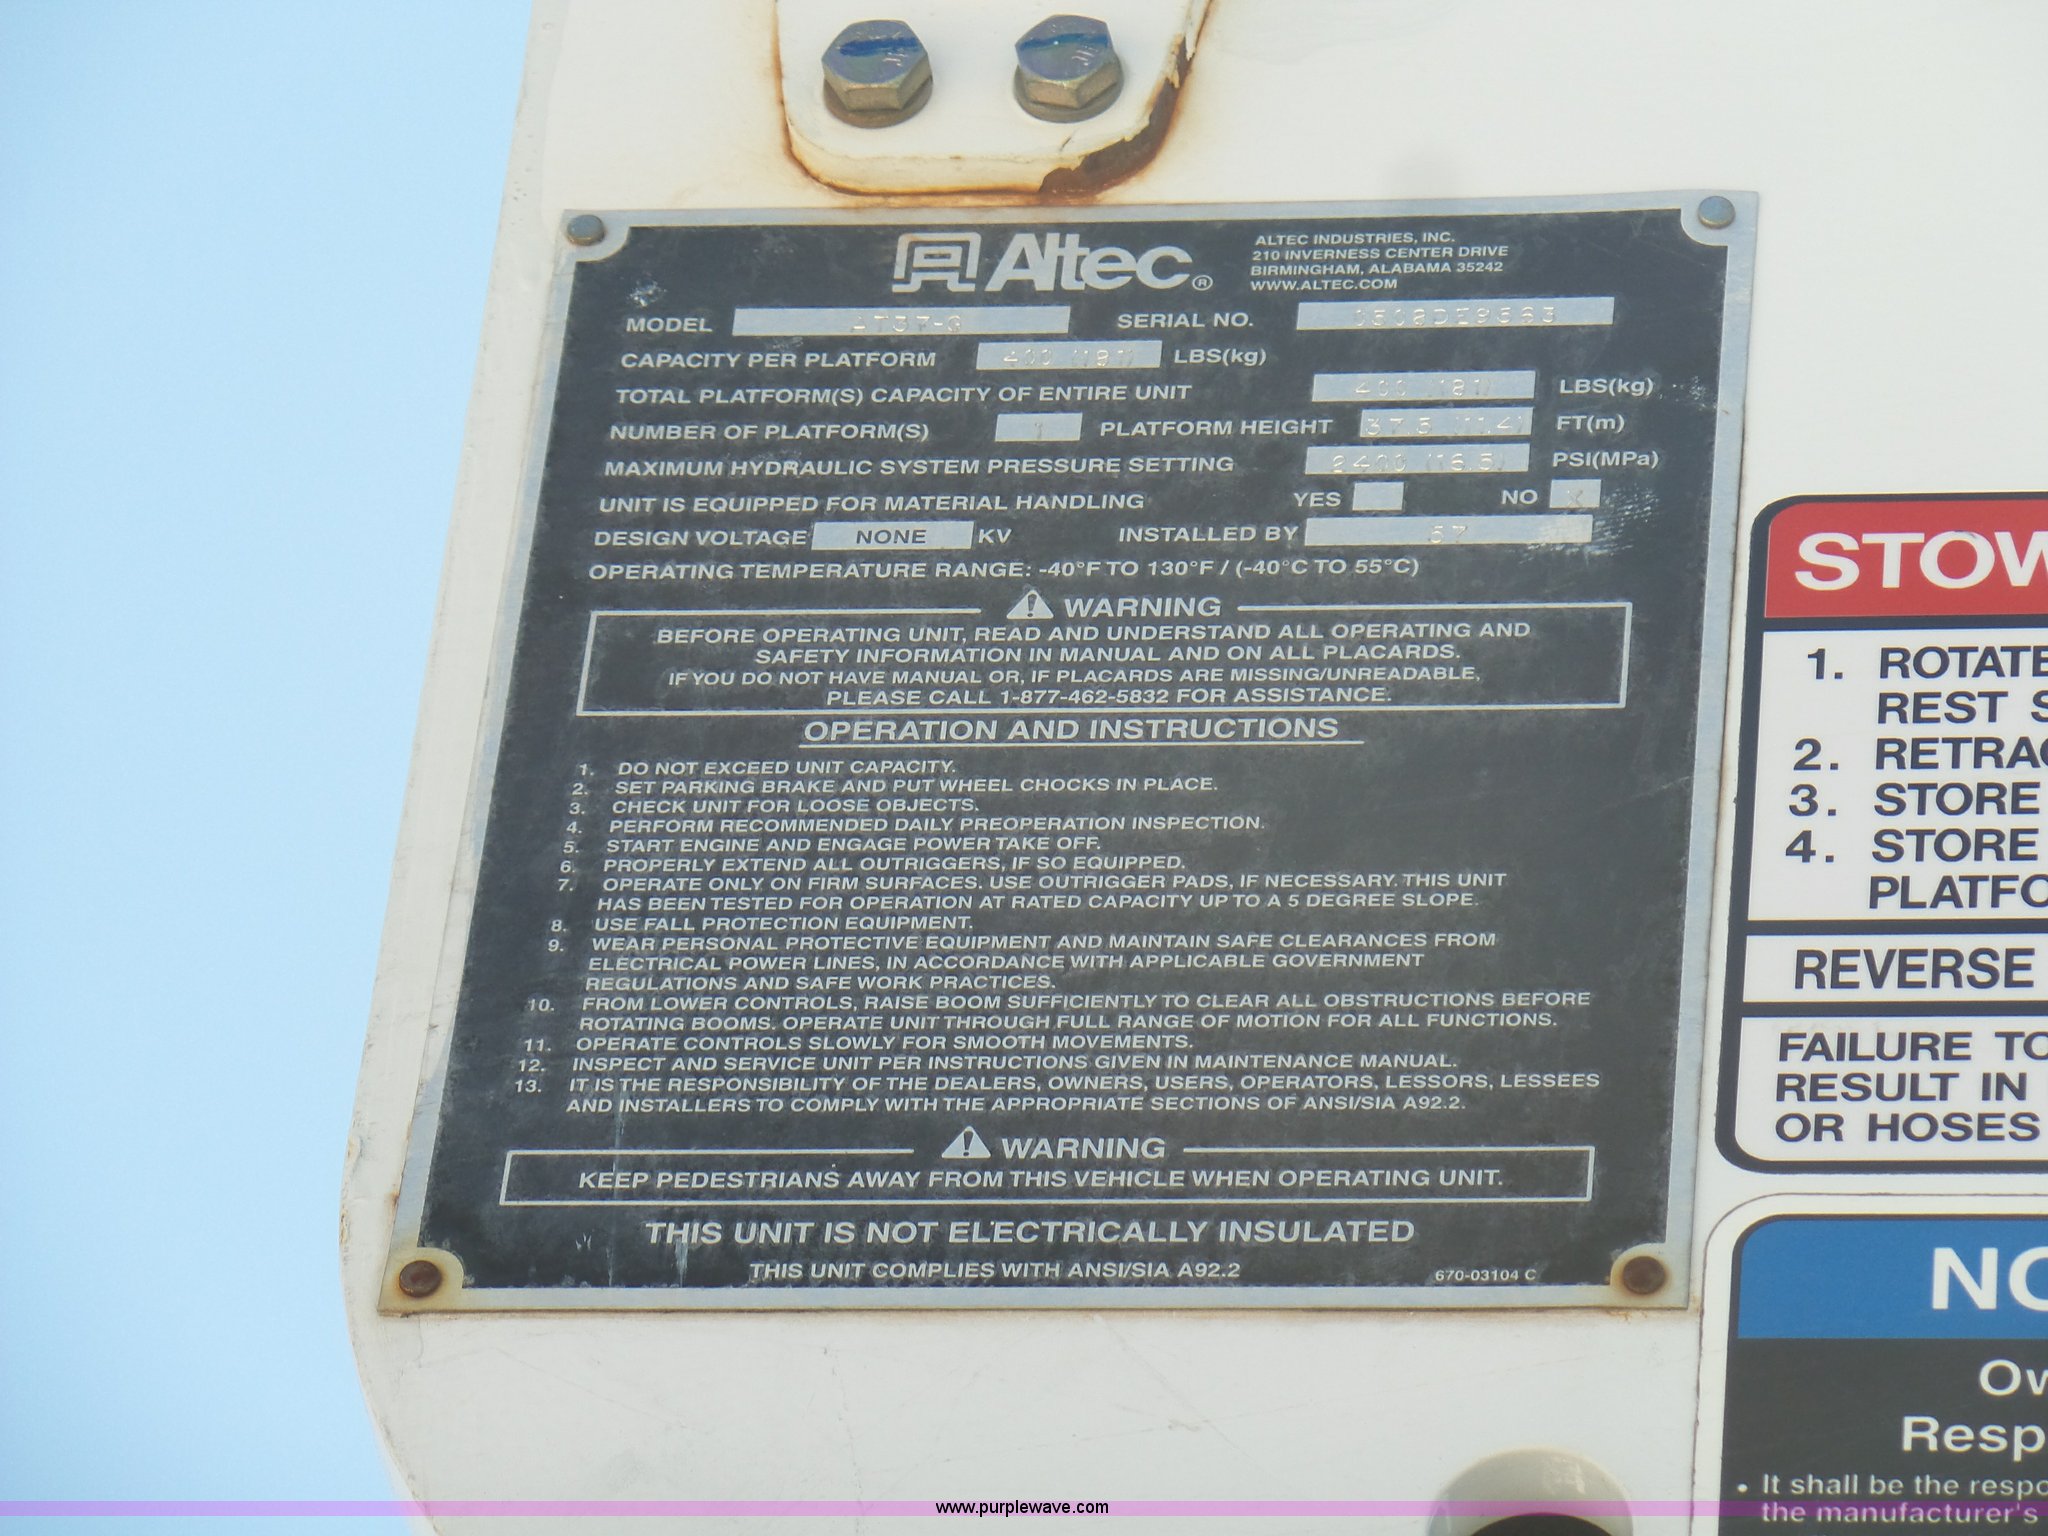 Altec®
ALTEC INDUSTRIES, INC.
210 INVERNESS CENTER DRIVE
BIRMINGHAM, ALABAMA 35242
WWW.ALTEC.COM
MODEL AT37-G SERIAL NO.
CAPACITY PER PLATFORM 400 (181) LBS(kg)
TOTAL PLATFORM(S) CAPACITY OF ENTIRE UNIT 400 (181) LBS(kg)
NUMBER OF PLATFORM(S) 1 PLATFORM HEIGHT 37.5 (11.4) FT(m)
MAXIMUM HYDRAULIC SYSTEM PRESSURE SETTING 2400 (16.5) PSI(MPa)
UNIT IS EQUIPPED FOR MATERIAL HANDLING YES NO X
DESIGN VOLTAGE NONE KV INSTALLED BY 67
OPERATING TEMPERATURE RANGE: -40°F TO 130°F / (-40°C TO 55°C)
WARNING
BEFORE OPERATING UNIT, READ AND UNDERSTAND ALL OPERATING AND
SAFETY INFORMATION IN MANUAL AND ON ALL PLACARDS.
IF YOU DO NOT HAVE MANUAL OR, IF PLACARDS ARE MISSING/UNREADABLE,
PLEASE CALL 1-877-462-5832 FOR ASSISTANCE.
OPERATION AND INSTRUCTIONS
1. DO NOT EXCEED UNIT CAPACITY.
2. SET PARKING BRAKE AND PUT WHEEL CHOCKS IN PLACE.
3. CHECK UNIT FOR LOOSE OBJECTS.
4. PERFORM RECOMMENDED DAILY PREOPERATION INSPECTION.
5. START ENGINE AND ENGAGE POWER TAKE OFF.
6. PROPERLY EXTEND ALL OUTRIGGERS, IF SO EQUIPPED.
7. OPERATE ONLY ON FIRM SURFACES. USE OUTRIGGER PADS, IF NECESSARY. THIS UNIT
HAS BEEN TESTED FOR OPERATION AT RATED CAPACITY UP TO A 5 DEGREE SLOPE.
8. USE FALL PROTECTION EQUIPMENT.
9. WEAR PERSONAL PROTECTIVE EQUIPMENT AND MAINTAIN SAFE CLEARANCES FROM
ELECTRICAL POWER LINES, IN ACCORDANCE WITH APPLICABLE GOVERNMENT
REGULATIONS AND SAFE WORK PRACTICES.
10. FROM LOWER CONTROLS, RAISE BOOM SUFFICIENTLY TO CLEAR ALL OBSTRUCTIONS BEFORE
ROTATING BOOMS. OPERATE UNIT THROUGH FULL RANGE OF MOTION FOR ALL FUNCTIONS.
11. OPERATE CONTROLS SLOWLY FOR SMOOTH MOVEMENTS.
12. INSPECT AND SERVICE UNIT PER INSTRUCTIONS GIVEN IN MAINTENANCE MANUAL.
13. IT IS THE RESPONSIBILITY OF THE DEALERS, OWNERS, USERS, OPERATORS, LESSORS, LESSEES
AND INSTALLERS TO COMPLY WITH THE APPROPRIATE SECTIONS OF ANSI/SIA A92.2.
WARNING
KEEP PEDESTRIANS AWAY FROM THIS VEHICLE WHEN OPERATING UNIT.
THIS UNIT IS NOT ELECTRICALLY INSULATED
THIS UNIT COMPLIES WITH ANSI/SIA A92.2
670-03104 C
STOW
1. ROTATE
REST S
2. RETRAC
3. STORE
4. STORE
PLATFO
REVERSE
FAILURE TO
RESULT IN
OR HOSES
NO
Ow
Resp
• It shall be the respo
the manufacturer's
www.purplewave.com